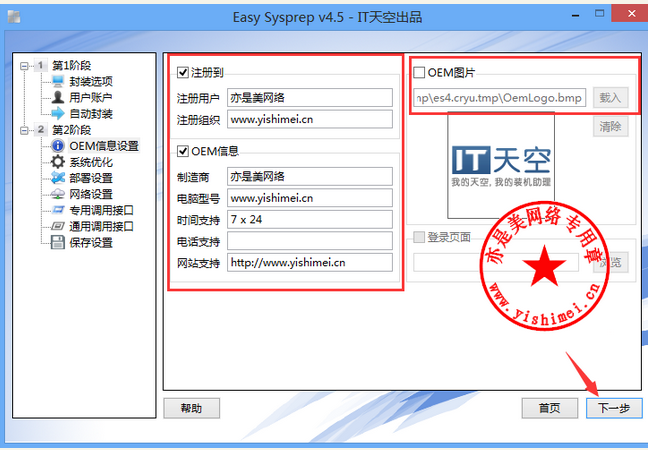 Easy Sysprep v4.5 - IT天空出品
1 第1阶段
封装选项
用户账户
自动封装
2 第2阶段
OEM信息设置
系统优化
部署设置
网络设置
专用调用接口
通用调用接口
保存设置
注册到
注册用户 亦是美网络
注册组织 www.yishimei.cn
OEM信息
制造商 亦是美网络
电脑型号 www.yishimei.cn
时间支持 7 x 24
电话支持
网站支持 http://www.yishimei.cn
OEM图片
np\es4.cryu.tmp\OemLogo.bmp 载入
清除
IT天空
我的天空, 我的装机助理
登录页面
浏览
亦是美网络专用章
www.yishimei.cn
帮助
首页
下一步